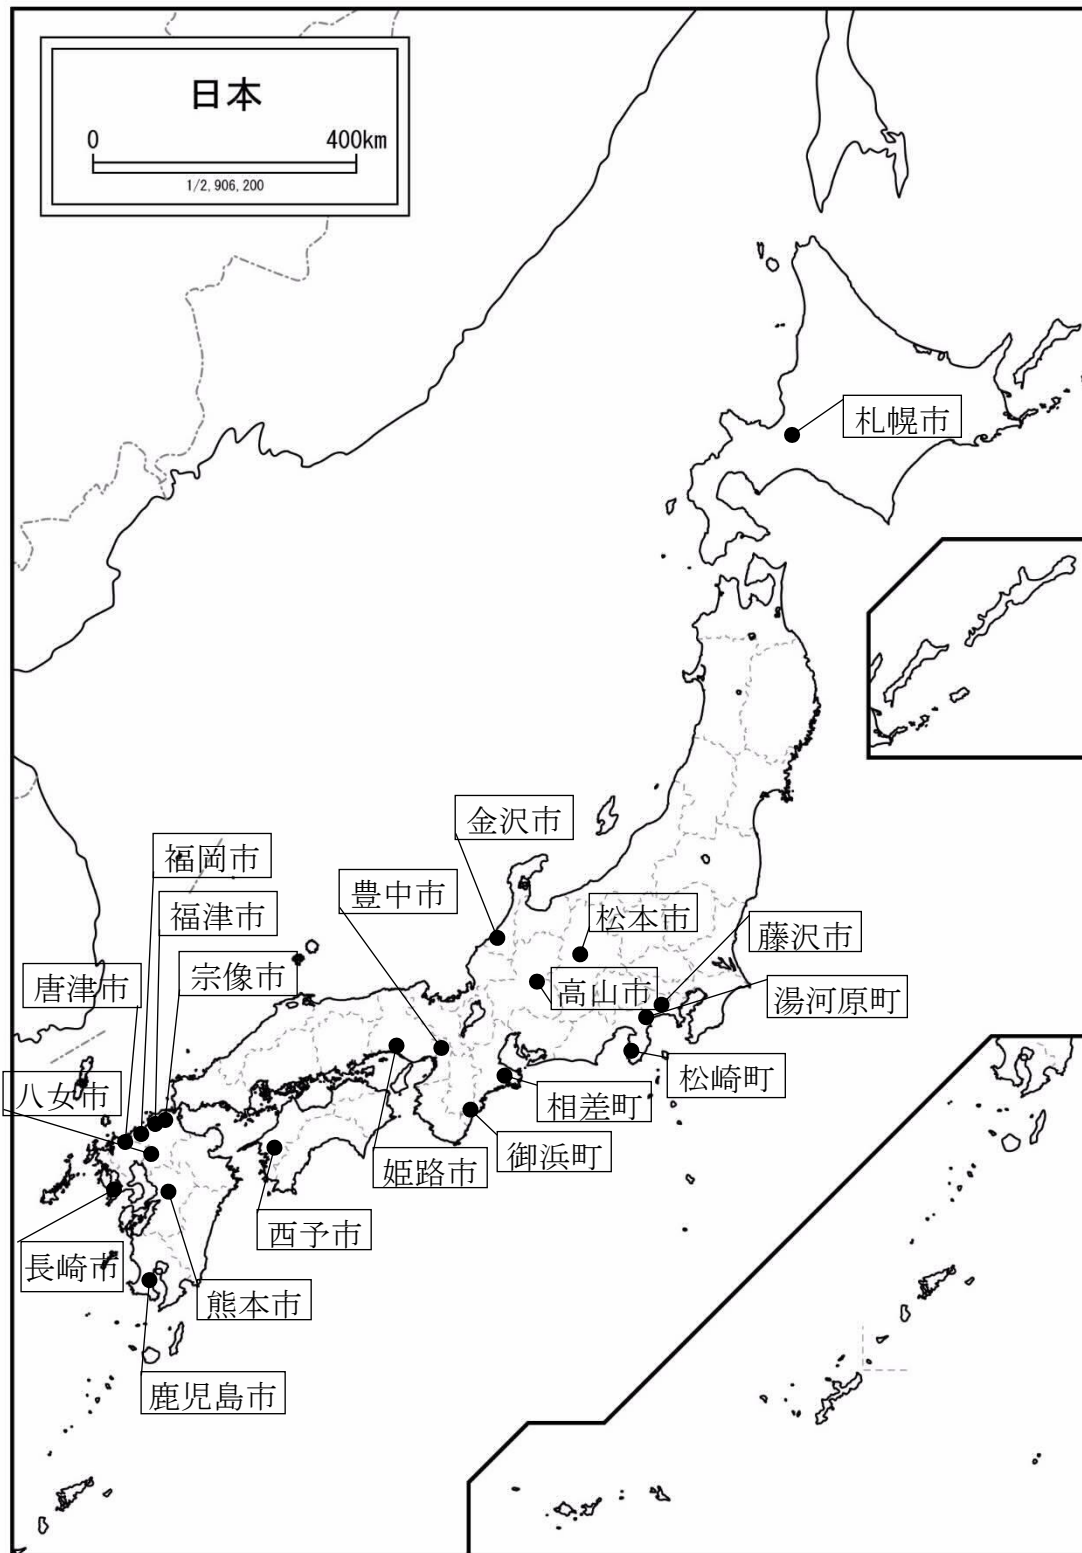 日本
0 400km
1/2,906,200
札幌市
金沢市
福岡市
豊中市
福津市
松本市
藤沢市
宗像市
唐津市
高山市
湯河原町
松崎町
八女市
相差町
御浜町
姫路市
西予市
長崎市
熊本市
鹿児島市